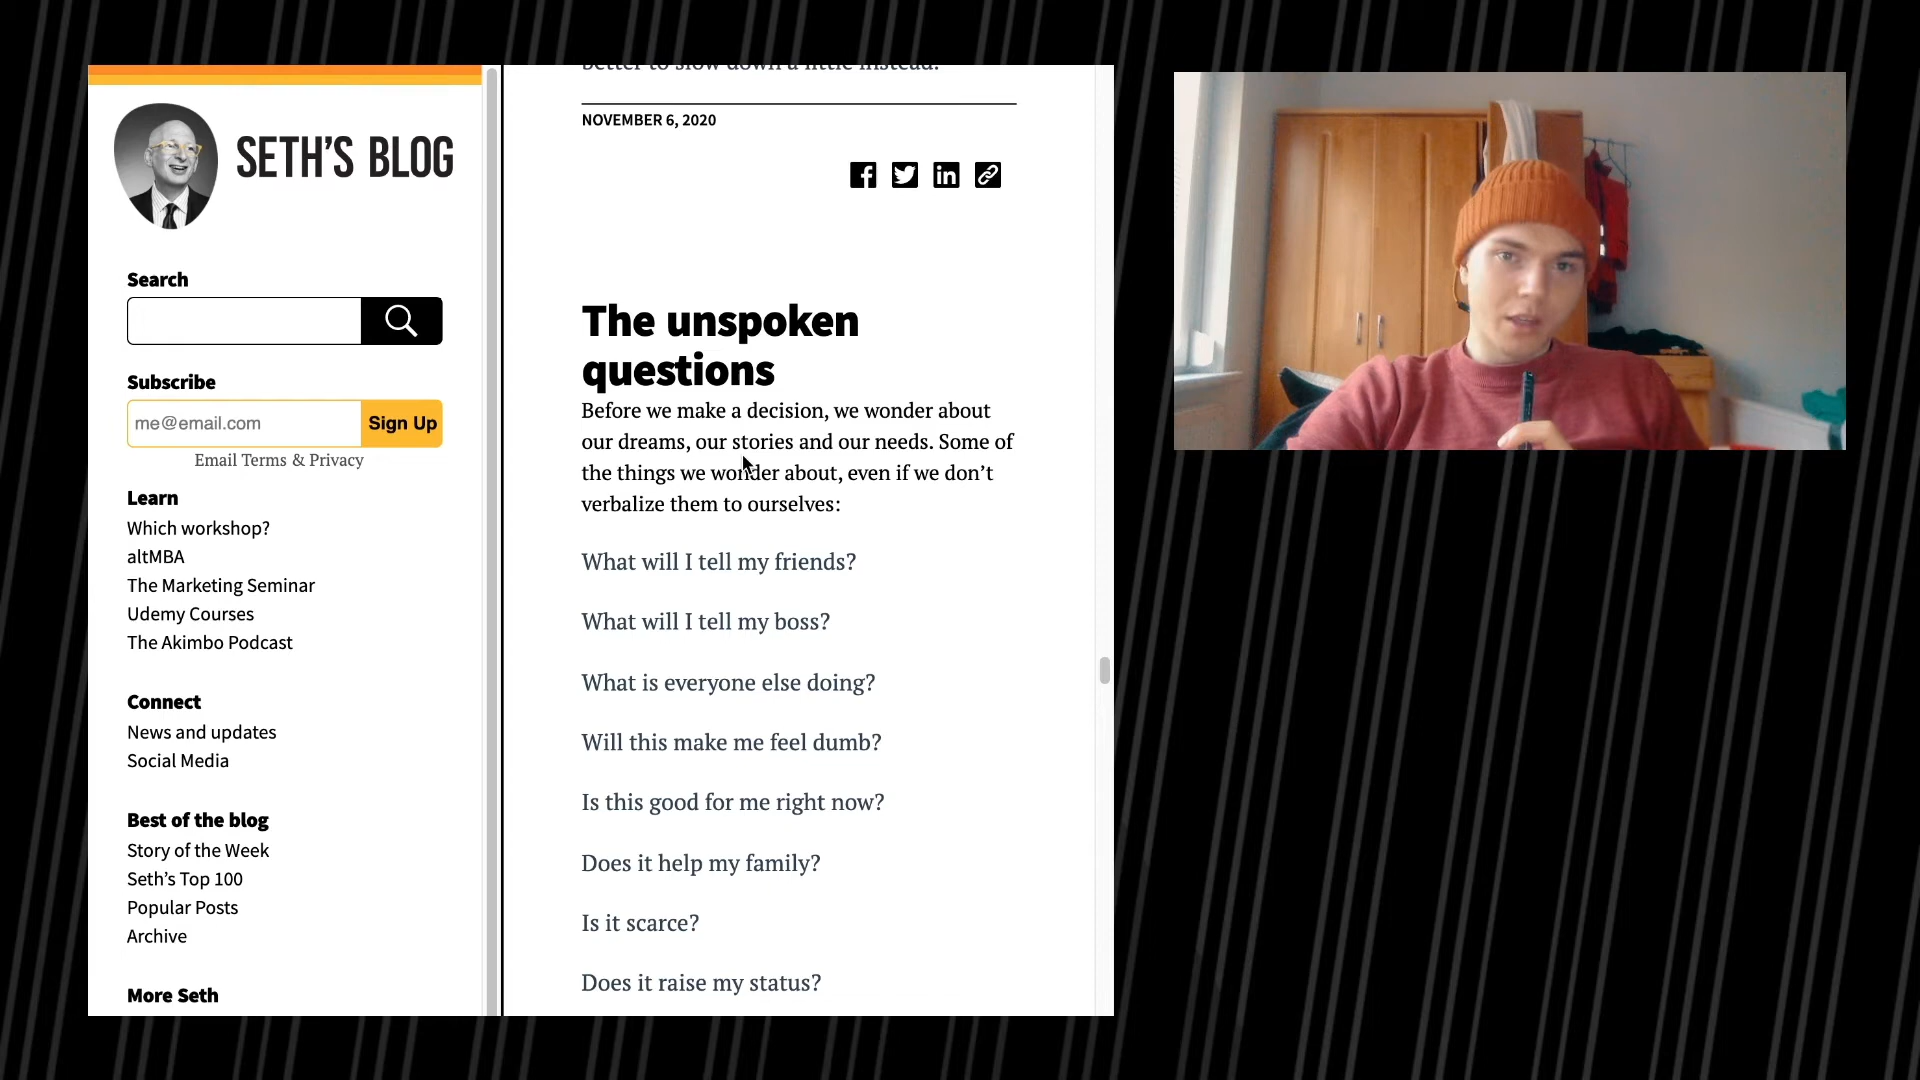 SETH'S BLOG
Search
Subscribe
me@email.com
Sign Up
Email Terms & Privacy
Learn
Which workshop?
altMBA
The Marketing Seminar
Udemy Courses
The Akimbo Podcast
Connect
News and updates
Social Media
Best of the blog
Story of the Week
Seth’s Top 100
Popular Posts
Archive
More Seth
better to slow down a little instead.
NOVEMBER 6, 2020
The unspoken
questions
Before we make a decision, we wonder about
our dreams, our stories and our needs. Some of
the things we wonder about, even if we don’t
verbalize them to ourselves:
What will I tell my friends?
What will I tell my boss?
What is everyone else doing?
Will this make me feel dumb?
Is this good for me right now?
Does it help my family?
Is it scarce?
Does it raise my status?